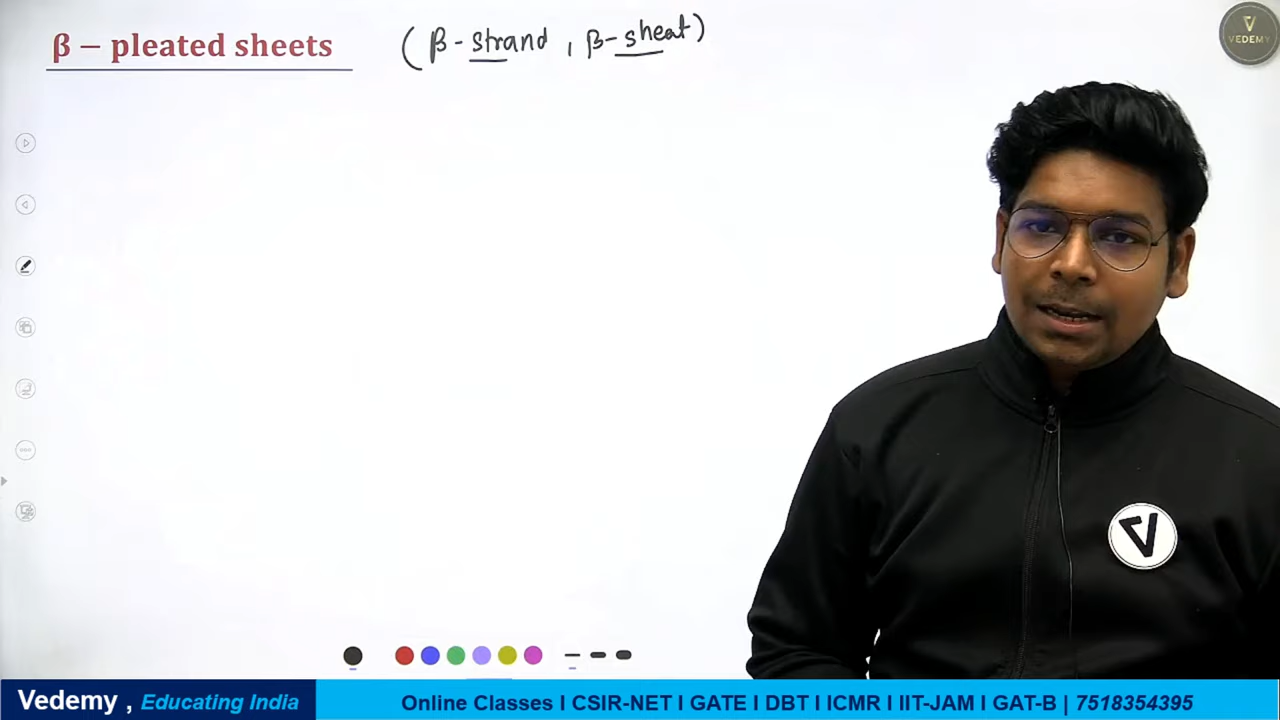 β – pleated sheets (β-strand, β-sheat)
V
VEDEMY
V
Vedemy , Educating India Online Classes I CSIR-NET I GATE I DBT I ICMR I IIT-JAM I GAT-B | 7518354395